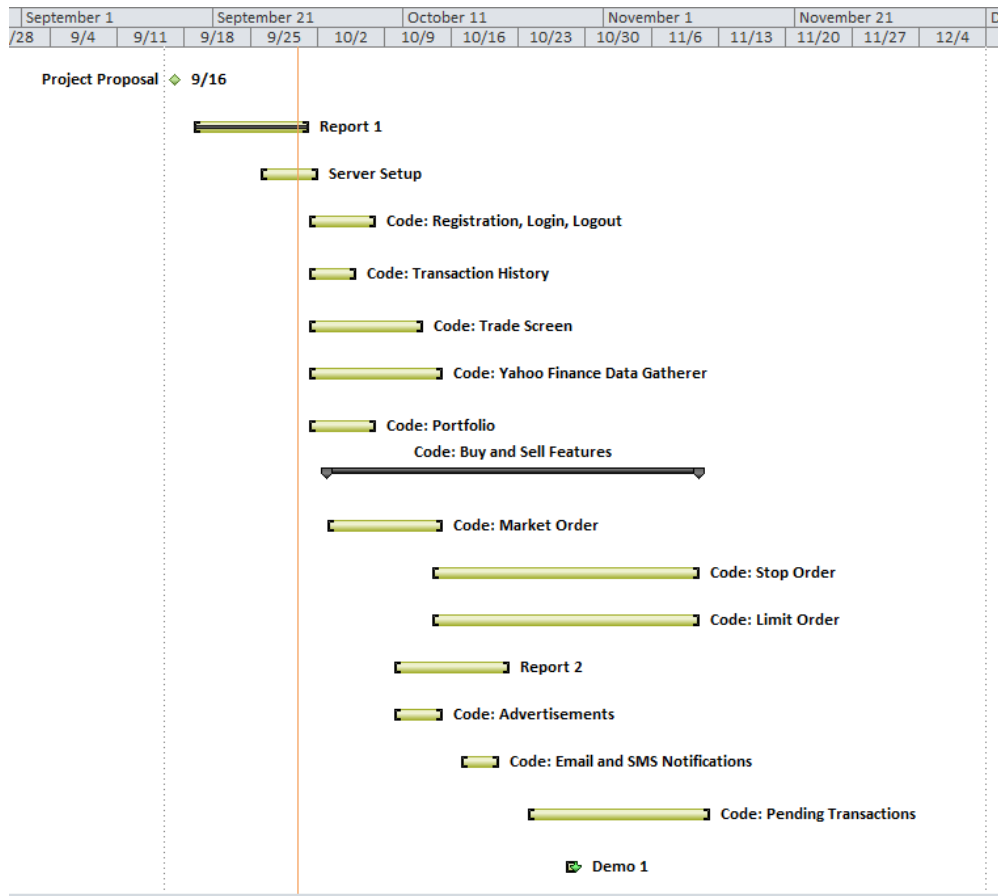 September 1 September 21 October 11 November 1 November 21 D
/28 9/4 9/11 9/18 9/25 10/2 10/9 10/16 10/23 10/30 11/6 11/13 11/20 11/27 12/4
Project Proposal 9/16
Report 1
Server Setup
Code: Registration, Login, Logout
Code: Transaction History
Code: Trade Screen
Code: Yahoo Finance Data Gatherer
Code: Portfolio
Code: Buy and Sell Features
Code: Market Order
Code: Stop Order
Code: Limit Order
Report 2
Code: Advertisements
Code: Email and SMS Notifications
Code: Pending Transactions
Demo 1